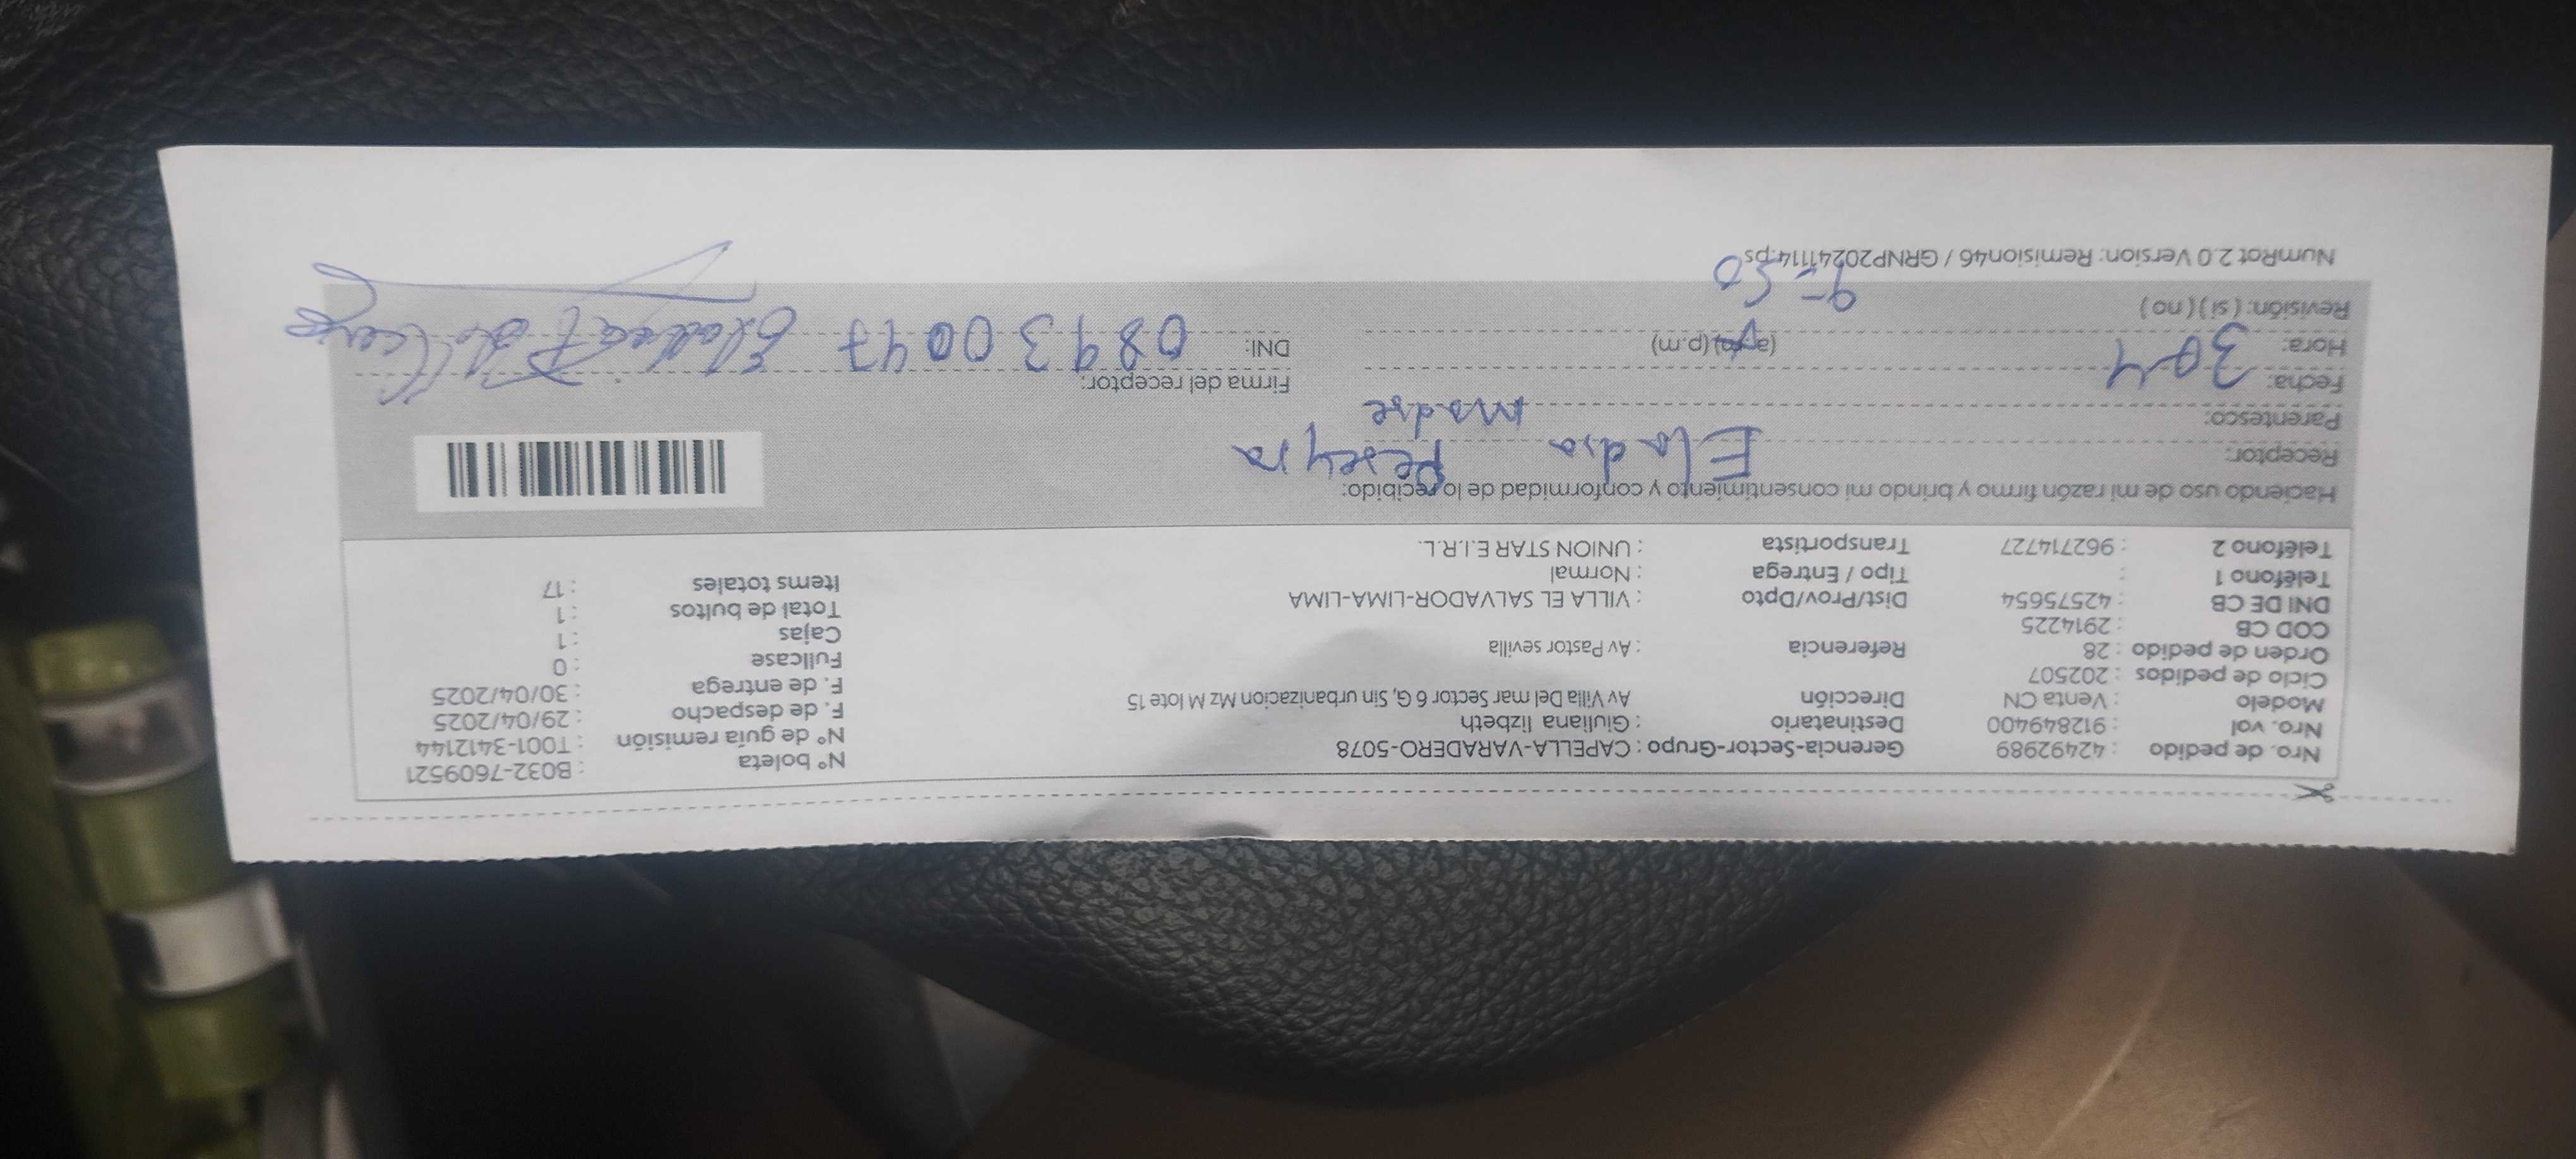 Nro. de pedido : 42492989 Gerencia-Sector-Grupo : CAPELLA-VARADERO-5078 N° boleta : B032-7609521
Nro. val : 912849400 Destinatario : Giuliana lizbeth N° de guía remisión : T001-3412144
Modelo : Venta CN Dirección Av Villa Del mar Sector 6 G, Sin urbanizacion Mz M lote 15 F. de despacho : 29/04/2025
Ciclo de pedidos : 202507 F. de entrega : 30/04/2025
Orden de pedido : 28 Referencia : Av Pastor sevilla Fullcase : 0
COD CB : 2914225 Cajas : 1
DNI DE CB : 42575654 Dist/Prov/Dpto : VILLA EL SALVADOR-LIMA-LIMA Total de bultos : 1
Teléfono 1 : Tipo / Entrega : Normal Items totales : 17
Teléfono 2 : 962714727 Transportista : UNION STAR E.I.R.L.
Haciendo uso de mi razón firmo y brindo mi consentimiento y conformidad de lo recibido:
Receptor: Eladia Pereyra
Parentesco: Madre
Fecha: 30-4 Firma del receptor:
Hora: (a.m)(p.m) 9-50 DNI: 08930047
Revisión: ( si ) ( no )
NumRot 2.0 Version: Remision46 / GRNP20241114.ps